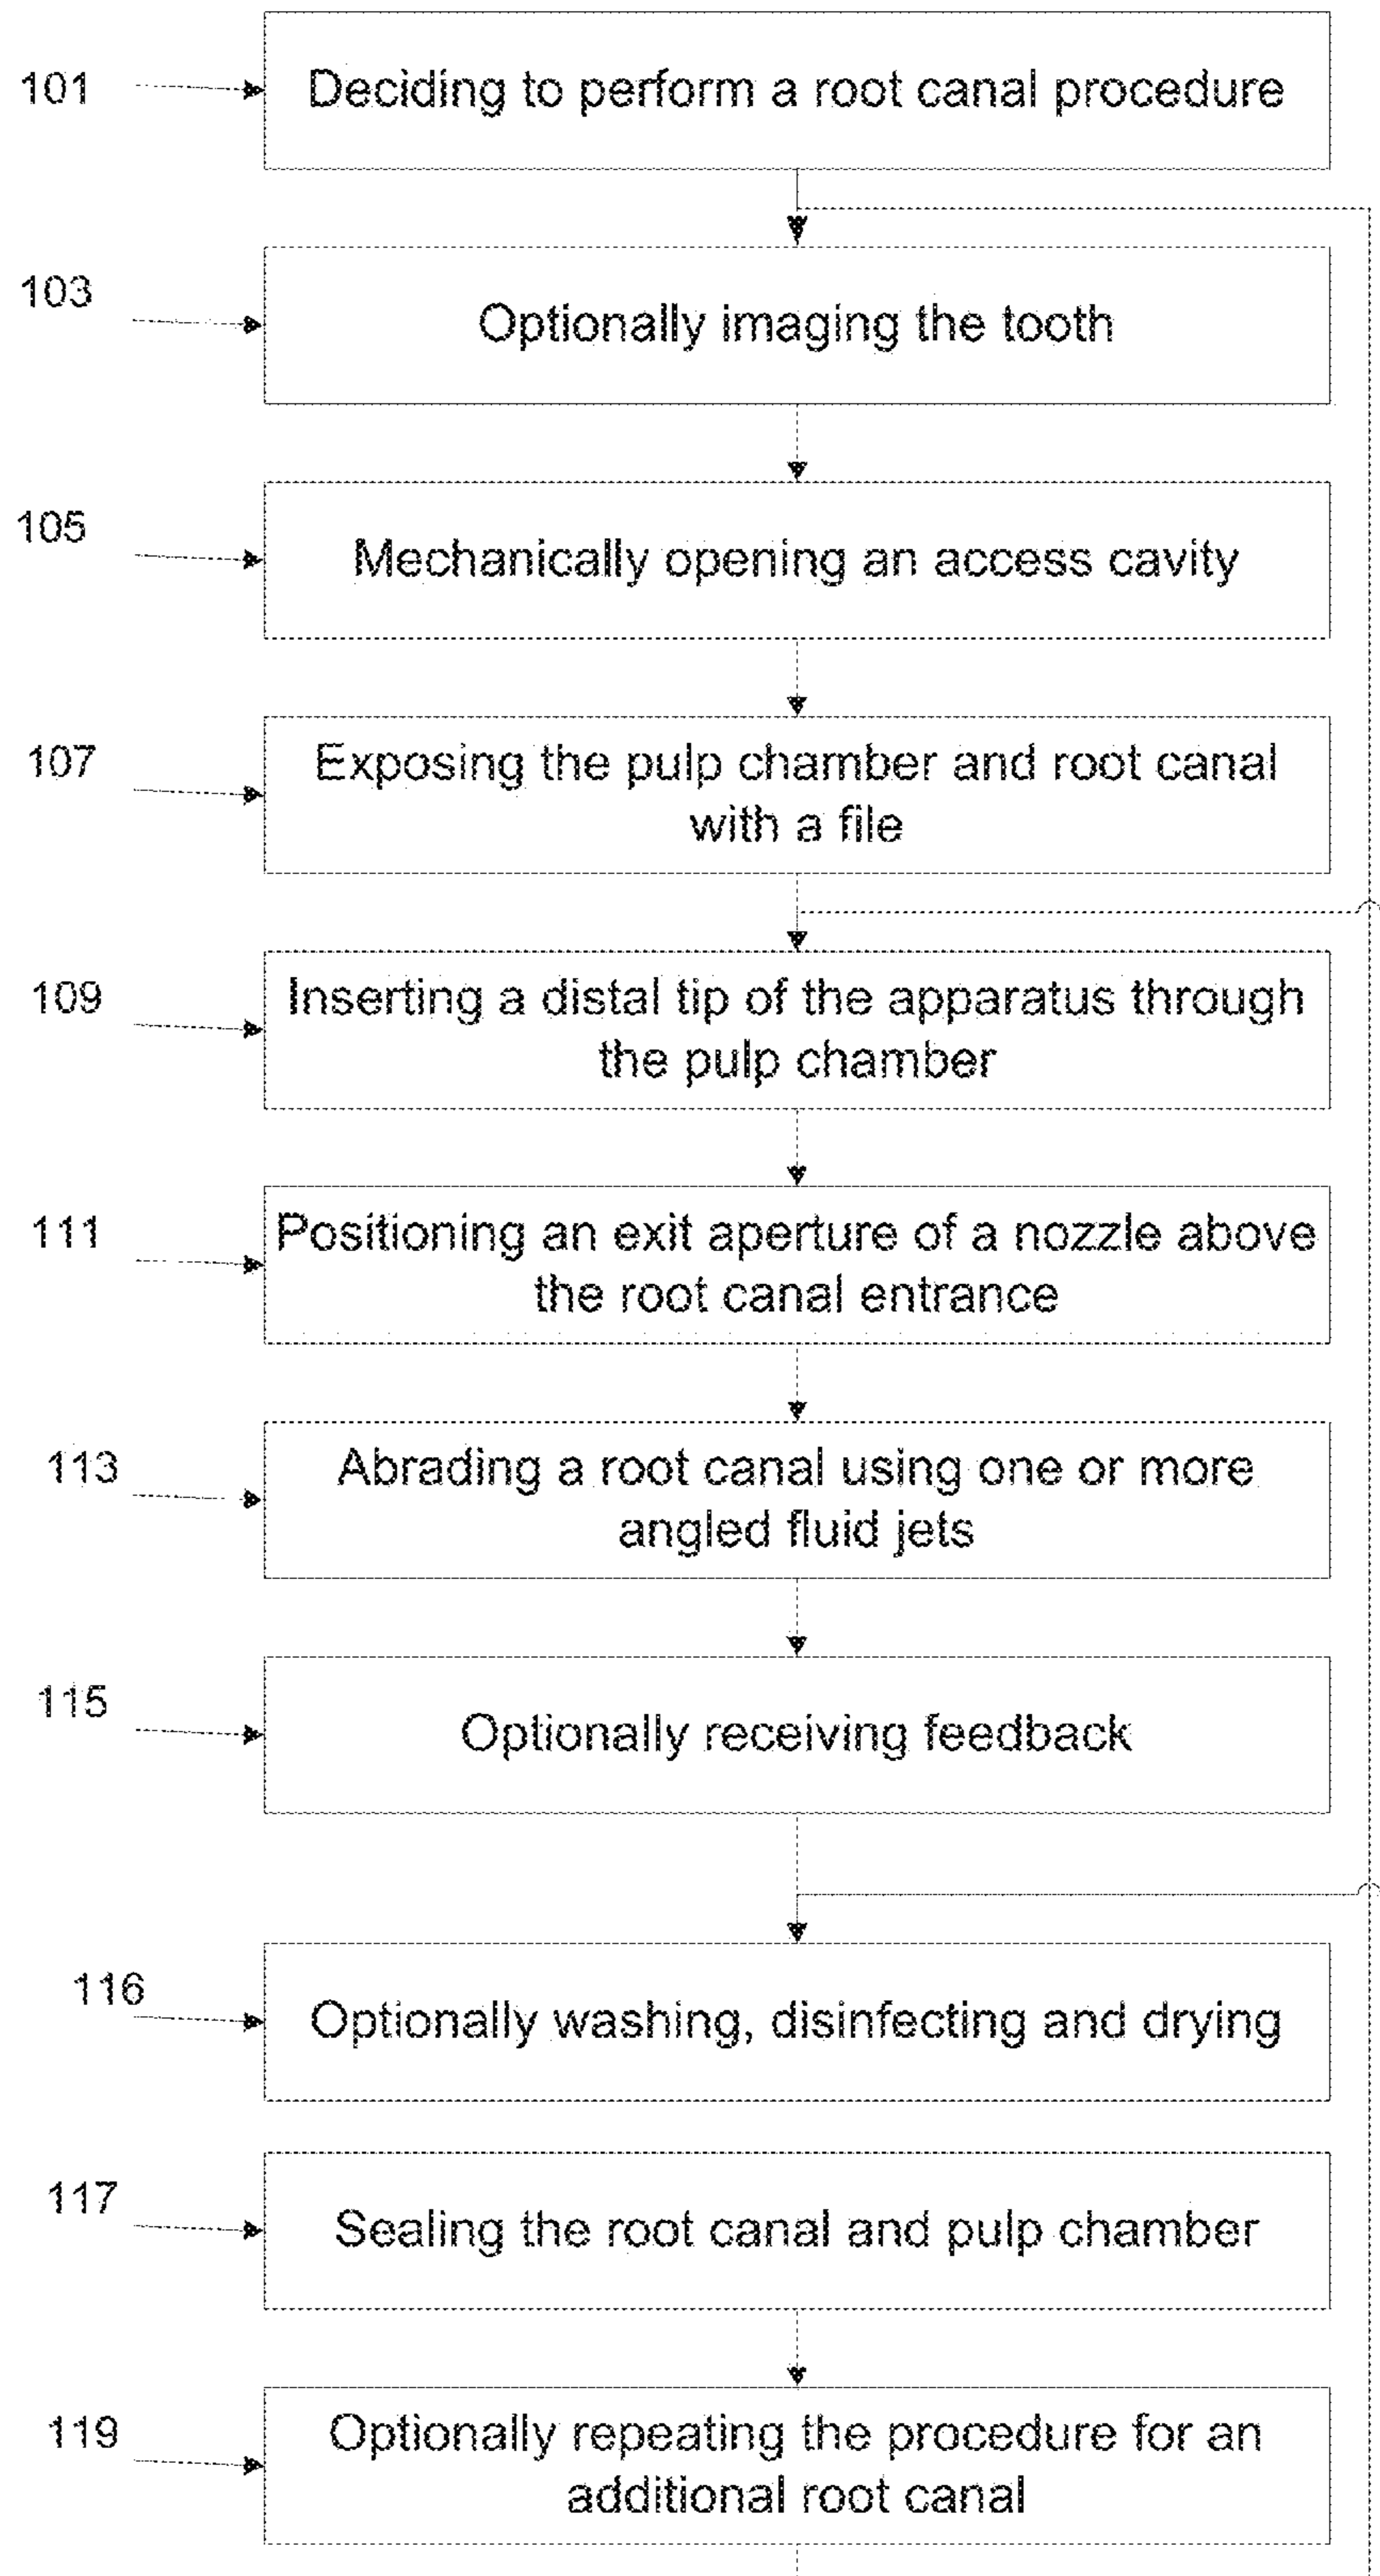 101
Deciding to perform a root canal procedure
103
Optionally imaging the tooth
105
Mechanically opening an access cavity
107
Exposing the pulp chamber and root canal
with a file
109
Inserting a distal tip of the apparatus through
the pulp chamber
111
Positioning an exit aperture of a nozzle above
the root canal entrance
113
Abrading a root canal using one or more
angled fluid jets
115
Optionally receiving feedback
116
Optionally washing, disinfecting and drying
117
Sealing the root canal and pulp chamber
119
Optionally repeating the procedure for an
additional root canal